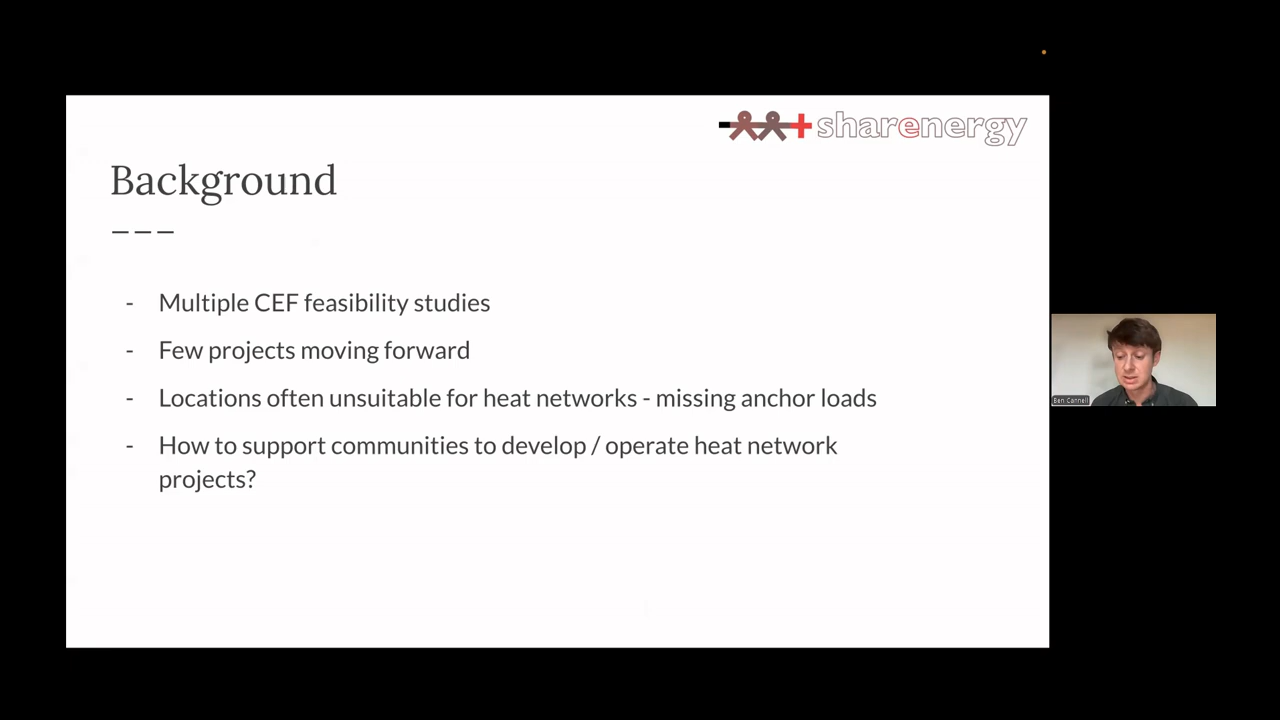 sharenergy
Background
- Multiple CEF feasibility studies
- Few projects moving forward
- Locations often unsuitable for heat networks - missing anchor loads
- How to support communities to develop / operate heat network
projects?
Ben Cannell